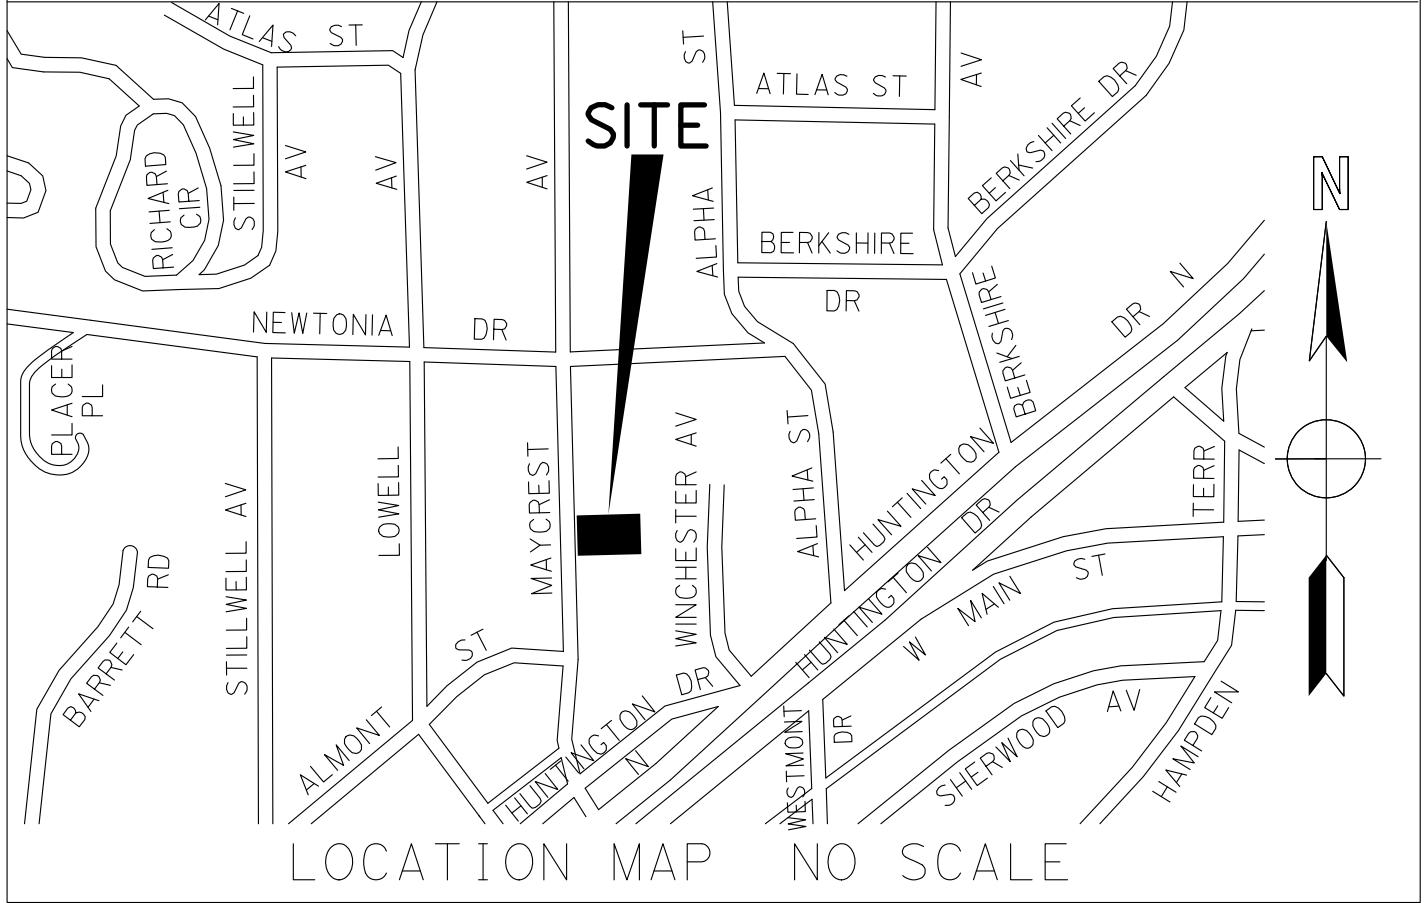 ATLAS ST
ST
ATLAS ST
AV
BERKSHIRE DR
SITE
STILLWELL
AV
AV
AV
RICHARD
CIR
ALPHA
N
BERKSHIRE
DR
BERKSHIRE
DR N
NEWTONIA DR
PLACER
PL
LOWELL
MAYCREST
WINCHESTER AV
ALPHA ST
HUNTINGTON
TERR
STILLWELL AV
BARRETT RD
HUNTINGTON DR
W MAIN ST
ALMONT ST
HUNTINGTON DR
N
WESTMONT
DR
SHERWOOD AV
HAMPDEN
LOCATION MAP NO SCALE